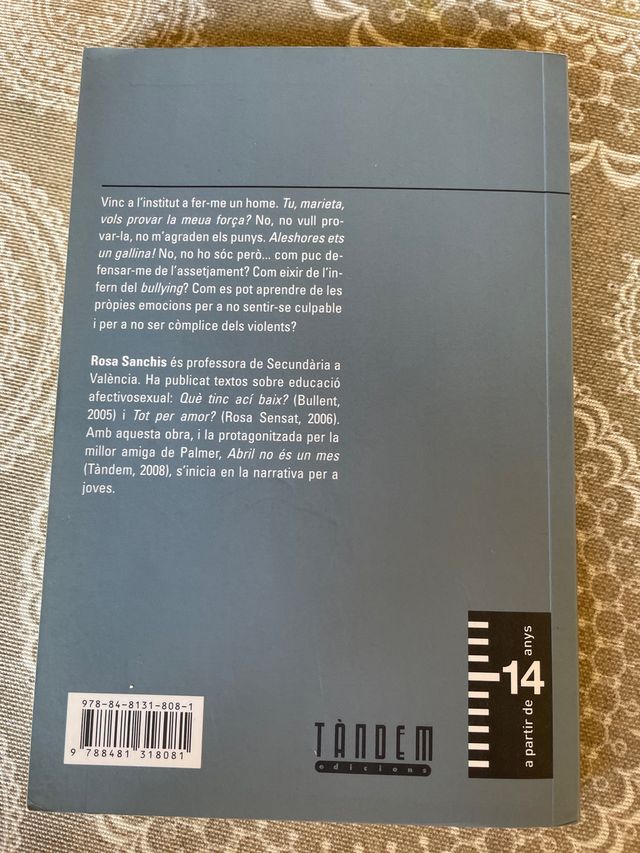 Vinc a l'institut a fer-me un home. Tu, marieta,
vols provar la meua força? No, no vull pro-
var-la, no m'agraden els punys. Aleshores ets
un gallina! No, no ho sóc però... com puc de-
fensar-me de l'assetjament? Com eixir de l'in-
fern del bullying? Com es pot aprendre de les
pròpies emocions per a no sentir-se culpable
i per a no ser còmplice dels violents?
Rosa Sanchis és professora de Secundària a
València. Ha publicat textos sobre educació
afectivosexual: Què tinc ací baix? (Bullent,
2005) i Tot per amor? (Rosa Sensat, 2006).
Amb aquesta obra, i la protagonitzada per la
millor amiga de Palmer, Abril no és un mes
(Tàndem, 2008), s'inicia en la narrativa per a
joves.
a partir de 14 anys
978-84-8131-808-1
9 788481 318081
TÀNDEM
edicions